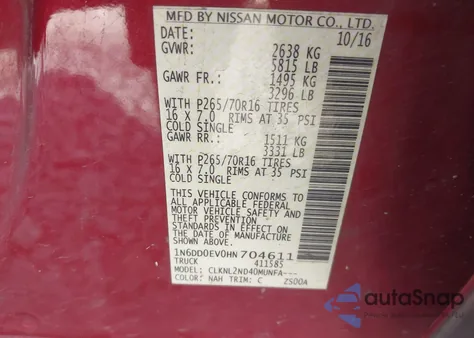 MFD BY NISSAN MOTOR CO., LTD.
DATE: 10/16
GVWR: 2638 KG
5815 LB
GAWR FR.: 1495 KG
3296 LB
WITH P265/70R16 TIRES
16 X 7.0 RIMS AT 35 PSI
COLD SINGLE
GAWR RR.: 1511 KG
3331 LB
WITH P265/70R16 TIRES
16 X 7.0 RIMS AT 35 PSI
COLD SINGLE
THIS VEHICLE CONFORMS TO
ALL APPLICABLE FEDERAL
MOTOR VEHICLE SAFETY AND
THEFT PREVENTION
STANDARDS IN EFFECT ON
THE DATE OF MANUFACTURE
SHOWN ABOVE.
1N6DD0EV0HN704611
TRUCK 411585
MODEL: CLKNL2ND40MUNFA---
COLOR: NAH TRIM: C 2500A
autoSnap